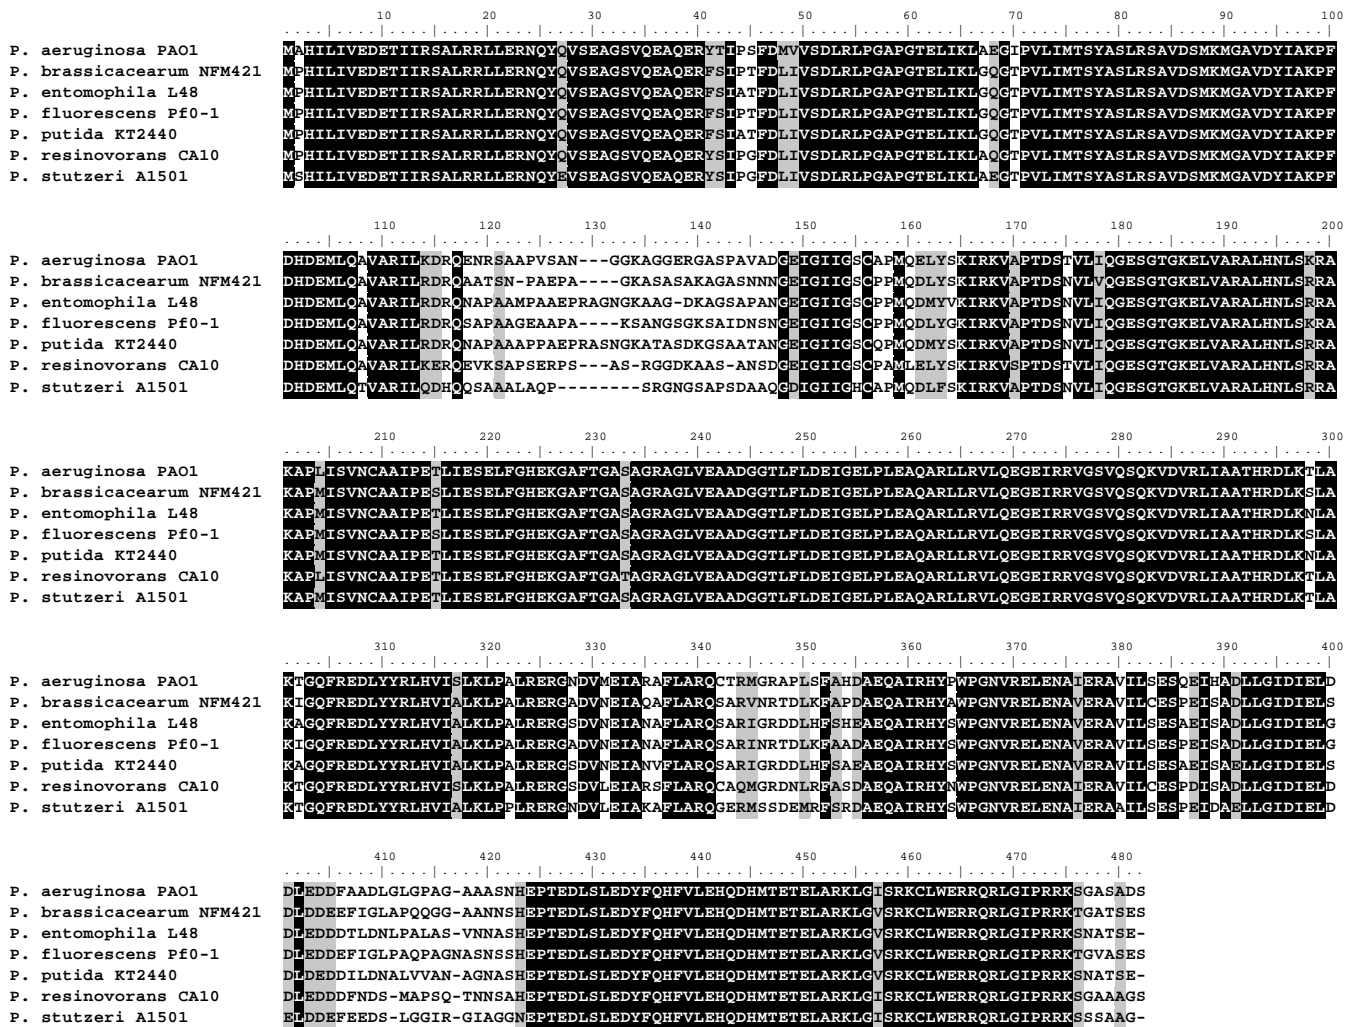 10 20 30 40 50 60 70 80 90 100
P. aeruginosa PAO1 MAHILIVEDETIIRSALRRLLERNQYQVSEAGSVQEAQERYTIPSFDMVVSDLRLPGAPGTELIKLAEGIPVLIMTSYASLRSAVDSMKMGAVDYIAKPF
P. brassicacearum NFM421 MPHILIVEDETIIRSALRRLLERNQYQVSEAGSVQEAQERFSIPTFDLIVSDLRLPGAPGTELIKLGQGTPVLIMTSYASLRSAVDSMKMGAVDYIAKPF
P. entomophila L48 MPHILIVEDETIIRSALRRLLERNQYQVSEAGSVQEAQERFSIATFDLIVSDLRLPGAPGTELIKLGQGTPVLIMTSYASLRSAVDSMKMGAVDYIAKPF
P. fluorescens Pf0-1 MPHILIVEDETIIRSALRRLLERNQYQVSEAGSVQEAQERFSIPTFDLIVSDLRLPGAPGTELIKLGQGTPVLIMTSYASLRSAVDSMKMGAVDYIAKPF
P. putida KT2440 MPHILIVEDETIIRSALRRLLERNQYQVSEAGSVQEAQERFSIATFDLIVSDLRLPGAPGTELIKLGQGTPVLIMTSYASLRSAVDSMKMGAVDYIAKPF
P. resinovorans CA10 MPHILIVEDETIIRSALRRLLERNQYQVSEAGSVQEAQERYSIPGFDLIVSDLRLPGAPGTELIKLAQGTPVLIMTSYASLRSAVDSMKMGAVDYIAKPF
P. stutzeri A1501 MSHILIVEDETIIRSALRRLLERNQYEVSEAGSVQEAQERYSIPGFDLIVSDLRLPGAPGTELIKLAEGTPVLIMTSYASLRSAVDSMKMGAVDYIAKPF
110 120 130 140 150 160 170 180 190 200
P. aeruginosa PAO1 DHDEMLQAVARILKDRQENRSAAPVSAN---GGKAGGERGASPAVADGEIGIIGSCAPMQELYSKIRKVAPTDSTVLIQGESGTGKELVARALHNLSKRA
P. brassicacearum NFM421 DHDEMLQAVARILRDRQAATSN-PAEPA----GKASASAKAGASNNNGEIGIIGSCPPMQDLYSKIRKVAPTDSNVLVQGESGTGKELVARALHNLSRRA
P. entomophila L48 DHDEMLQAVARILRDRQNAPAAMPAAEPRAGNGKAAG-DKAGSAPANGEIGIIGSCPPMQDMYVKIRKVAPTDSNVLIQGESGTGKELVARALHNLSRRA
P. fluorescens Pf0-1 DHDEMLQAVARILRDRQSAPAAGEAAPA----KSANGSGKSAIDNSNGEIGIIGSCPPMQDLYGKIRKVAPTDSNVLIQGESGTGKELVARALHNLSRRA
P. putida KT2440 DHDEMLQAVARILRDRQNAPAAAPPAEPRASNGKATASDKGSAATANGEIGIIGSCQPMQDMYSKIRKVAPTDSNVLIQGESGTGKELVARALHNLSRRA
P. resinovorans CA10 DHDEMLQAVARILKERQEVKSAPSERPS---AS-RGGDKAAS-ANSDGEIGIIGSCAPMLELYSKIRKVSPTDSNVLIQGESGTGKELVARALHNLSRRA
P. stutzeri A1501 DHDEMLQTVARILQDHQQSAAALAQP--------SRGNGSAPSDAAQGDIGIIGHCAPMQDLFSKIRKVAPTDSNVLIQGESGTGKELVARALHNLSRRA
210 220 230 240 250 260 270 280 290 300
P. aeruginosa PAO1 KAPLISVNCAAIPETLIESELFGHEKGAFTGASAGRAGLVEAADGGTLFLDEIGELPLEAQARLLRVLQEGEIRRVGSVQSQKVDVRLIAATHRDLKTLA
P. brassicacearum NFM421 KAPMISVNCAAIPESLIESELFGHEKGAFTGASAGRAGLVEAADGGTLFLDEIGELPLEAQARLLRVLQEGEIRRVGSVQSQKVDVRLIAATHRDLKSLA
P. entomophila L48 KAPMISVNCAAIPETLIESELFGHEKGAFTGASAGRAGLVEAADGGTLFLDEIGELPLEAQARLLRVLQEGEIRRVGSVQSQKVDVRLIAATHRDLKNLA
P. fluorescens Pf0-1 KAPMISVNCAAIPESLIESELFGHEKGAFTGASAGRAGLVEAADGGTLFLDEIGELPLEAQARLLRVLQEGEIRRVGSVQSQKVDVRLIAATHRDLKSLA
P. putida KT2440 KAPMISVNCAAIPETLIESELFGHEKGAFTGASAGRAGLVEAADGGTLFLDEIGELPLEAQARLLRVLQEGEIRRVGSVQSQKVDVRLIAATHRDLKNLA
P. resinovorans CA10 KAPLISVNCAAIPETLIESELFGHEKGAFTGATAGRAGLVEAADGGTLFLDEIGELPLEAQARLLRVLQEGEIRRVGSVQSQKVDVRLIAATHRDLKTLA
P. stutzeri A1501 KAPMISVNCAAIPETLIESELFGHEKGAFTGASAGRAGLVEAADGGTLFLDEIGELPLEAQARLLRVLQEGEIRRVGSVQSQKVDVRLIAATHRDLKTLA
310 320 330 340 350 360 370 380 390 400
P. aeruginosa PAO1 KTGQFREDLYYRLHVISLKLPALRERGNDVMEIARAFLARQCTRMGRAPLSFAHDAEQAIRHYPWPGNVRELENAIERAVILSESQEIHADLLGIDIELD
P. brassicacearum NFM421 KIGQFREDLYYRLHVIALKLPALRERGADVNEIAQAFLARQSARVNRTDLKFAPDAEQAIRHYAWPGNVRELENAVERAVILCESPEISADLLGIDIELS
P. entomophila L48 KAGQFREDLYYRLHVIALKLPALRERGSDVNEIANAFLARQSARIGRDDLHFSHEAEQAIRHYSWPGNVRELENAVERAVILSESAEISADLLGIDIELG
P. fluorescens Pf0-1 KIGQFREDLYYRLHVIALKLPALRERGADVNEIANAFLARQSARINRTDLKFAADAEQAIRHYSWPGNVRELENAVERAVILSESPEISADLLGIDIELG
P. putida KT2440 KAGQFREDLYYRLHVIALKLPALRERGSDVNEIANVFLARQSARIGRDDLHFSAEAEQAIRHYSWPGNVRELENAVERAVILSESAEISAELLGIDIELS
P. resinovorans CA10 KTGQFREDLYYRLHVISLKLPALRERGSDVLEIARSFLARQCAQMGRDNLRFASDAEQAIRHYNWPGNVRELENAIERAVILSESPDISAELLGIDIELD
P. stutzeri A1501 KTGQFREDLYYRLHVIALKLPPLRERGNDVLEIAKAFLARQGERMSSDEMRFSRDAEQAIRHYSWPGNVRELENAIERAAILSESPEIDAELLGIDIELD
410 420 430 440 450 460 470 480
P. aeruginosa PAO1 DLEDDDFAADLGLGPAG-AAASNHEPTEDLSLEDYFQHFVLEHQDHMTETELARKLGISRKCLWERRQRLGIPRRKSGASADS
P. brassicacearum NFM421 DLDDEEFIGLAPQQGG-AANNSHEPTEDLSLEDYFQHFVLEHQDHMTETELARKLGVSRKCLWERRQRLGIPRRKTGATSES
P. entomophila L48 DLEDDDTLDNLPALAS-VNNASHEPTEDLSLEDYFQHFVLEHQDHMTETELARKLGVSRKCLWERRQRLGIPRRKSNATSE-
P. fluorescens Pf0-1 DLEDDEFIGLPAQPAGNASNSSHEPTEDLSLEDYFQHFVLEHQDHMTETELARKLGVSRKCLWERRQRLGIPRRKTGVASES
P. putida KT2440 DLDEDDILDNALVVAN-AGNASHEPTEDLSLEDYFQHFVLEHQDHMTETELARKLGVSRKCLWERRQRLGIPRRKSNATSE-
P. resinovorans CA10 DLEDDDFNDS-MAPSQ-TNNSAHEPTEDLSLEDYFQHFVLEHQDHMTETELARKLGISRKCLWERRQRLGIPRRKSGAAAGS
P. stutzeri A1501 ELDDEFEEDS-LGGIR-GIAGGNEPTEDLSLEDYFQHFVLEHQDHMTETELARKLGISRKCLWERRQRLGIPRRKSSSAAG-